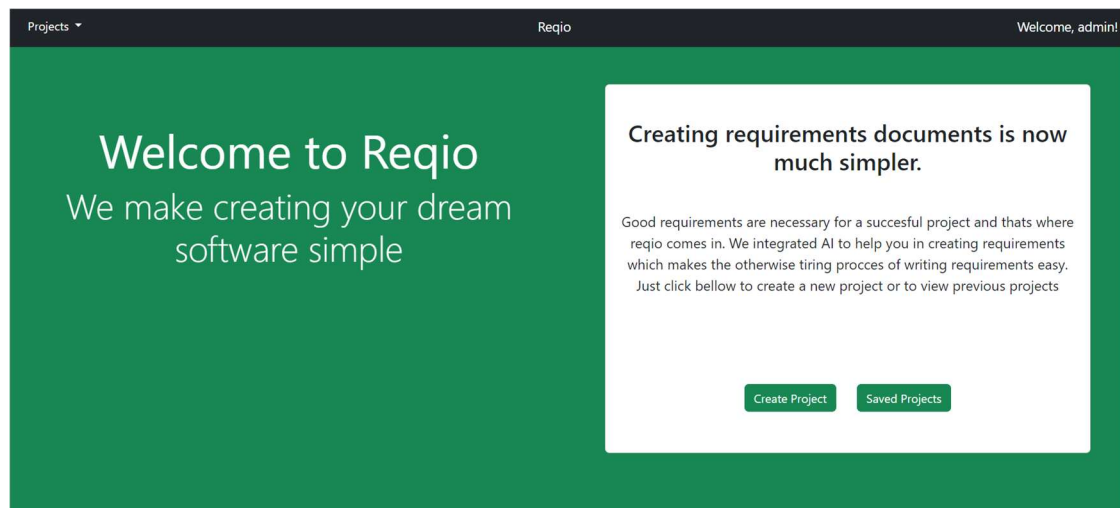 Projects
Reqio
Welcome, admin!
Welcome to Reqio
We make creating your dream
software simple
Creating requirements documents is now
much simpler.
Good requirements are necessary for a succesful project and thats where
reqio comes in. We integrated AI to help you in creating requirements
which makes the otherwise tiring procces of writing requirements easy.
Just click bellow to create a new project or to view previous projects
Create Project
Saved Projects